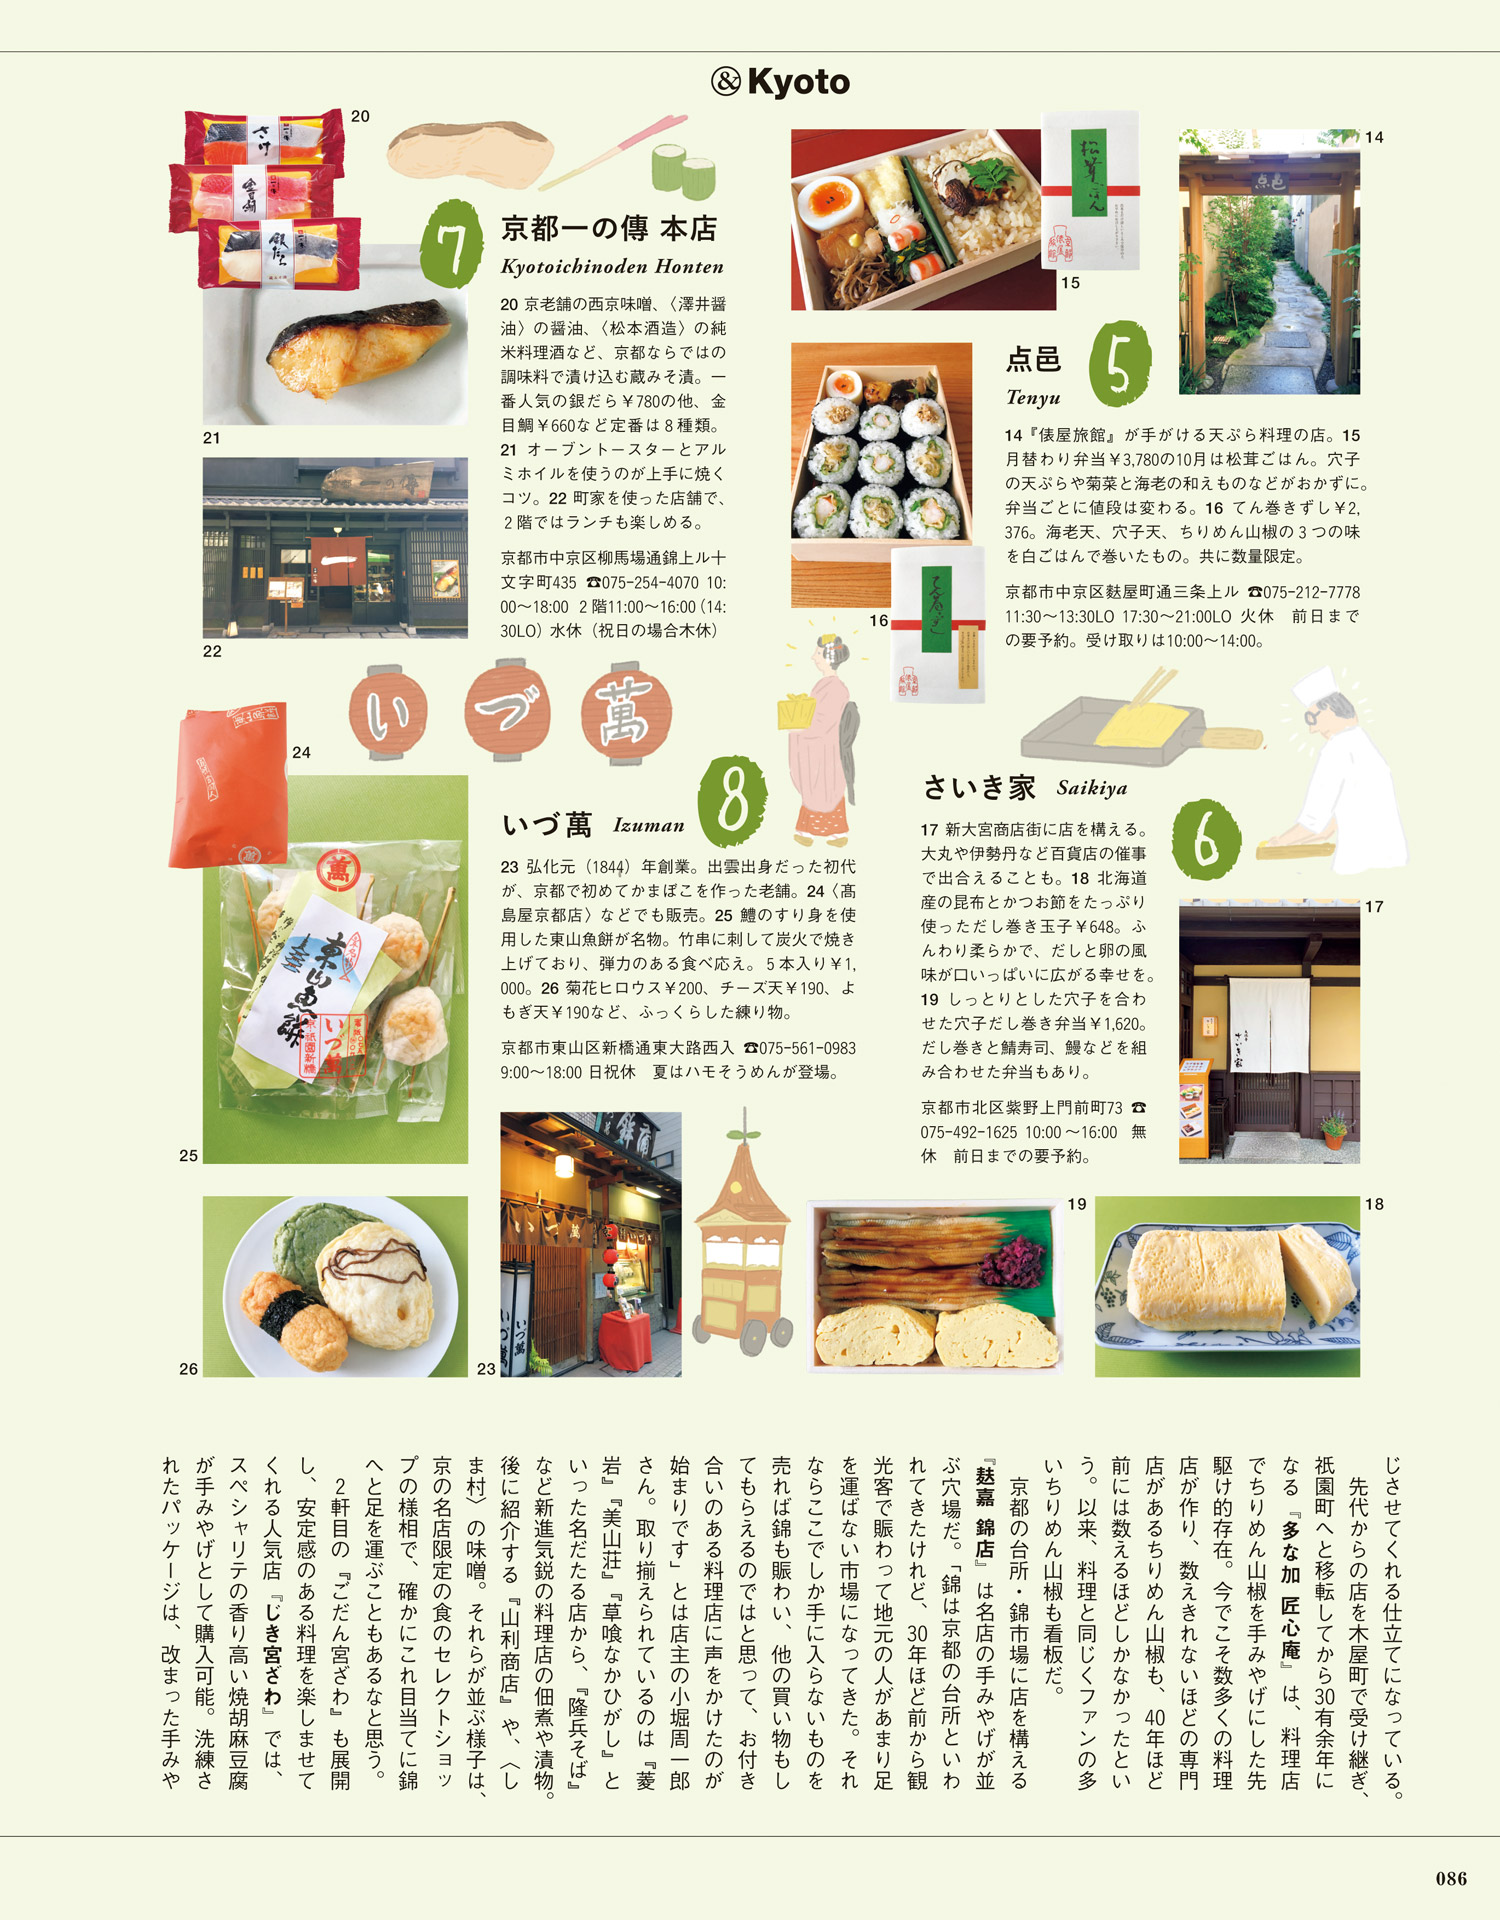 &Kyoto
20
さけ
金目鯛
銀だら
21
22
7
京都一の傳 本店
Kyotoichinoden Honten
20 京老舗の西京味噌、〈澤井醤
油〉の醤油、〈松本酒造〉の純
米料理酒など、京都ならではの
調味料で漬け込む蔵みそ漬。一
番人気の銀だら￥780の他、金
目鯛￥660など定番は８種類。
21 オーブントースターとアル
ミホイルを使うのが上手に焼く
コツ。22 町家を使った店舗で、
２階ではランチも楽しめる。
京都市中京区柳馬場通錦上ル十
文字町435 ☎075-254-4070 10:
00〜18:00 ２階11:00〜16:00（14:
30LO）水休（祝日の場合木休）
松茸ごはん
15
点邑
14
点邑
Tenyu
5
14『俵屋旅館』が手がける天ぷら料理の店。15
月替わり弁当￥3,780の10月は松茸ごはん。穴子
の天ぷらや菊菜と海老の和えものなどがおかずに。
弁当ごとに値段は変わる。16 てん巻きずし￥2,
376。海老天、穴子天、ちりめん山椒の３つの味
を白ごはんで巻いたもの。共に数量限定。
京都市中京区麩屋町通三条上ル ☎075-212-7778
11:30〜13:30LO 17:30〜21:00LO 火休　前日まで
の要予約。受け取りは10:00〜14:00。
16
いづ萬
24
萬
東山魚餅
いづ萬
25
いづ萬 Izuman
8
23 弘化元（1844）年創業。出雲出身だった初代
が、京都で初めてかまぼこを作った老舗。24〈髙
島屋京都店〉などでも販売。25 鱧のすり身を使
用した東山魚餅が名物。竹串に刺して炭火で焼き
上げており、弾力のある食べ応え。５本入り￥1,
000。26 菊花ヒロウス￥200、チーズ天￥190、よ
もぎ天￥190など、ふっくらした練り物。
京都市東山区新橋通東大路西入 ☎075-561-0983
9:00〜18:00 日祝休　夏はハモそうめんが登場。
さいき家 Saikiya
6
17 新大宮商店街に店を構える。
大丸や伊勢丹など百貨店の催事
で出合えることも。18 北海道
産の昆布とかつお節をたっぷり
使っただし巻き玉子￥648。ふ
んわり柔らかで、だしと卵の風
味が口いっぱいに広がる幸せを。
19 しっとりとした穴子を合わ
せた穴子だし巻き弁当￥1,620。
だし巻きと鯖寿司、鰻などを組
み合わせた弁当もあり。
京都市北区紫野上門前町73 ☎
075-492-1625 10:00〜16:00 無
休　前日までの要予約。
17
さいき家
26
23
いづ萬
19
18
じさせてくれる仕立てになっている。
　先代からの店を木屋町で受け継ぎ、
祇園町へと移転してから30有余年に
なる『多な加 匠心庵』は、料理店
でちりめん山椒を手みやげにした先
駆け的存在。今でこそ数多くの料理
店が作り、数えきれないほどの専門
店があるちりめん山椒も、40年ほど
前には数えるほどしかなかったとい
う。以来、料理と同じくファンの多
いちりめん山椒も看板だ。
　京都の台所・錦市場に店を構える
『麩嘉 錦店』は名店の手みやげが並
ぶ穴場だ。「錦は京都の台所といわ
れてきたけれど、30年ほど前から観
光客で賑わって地元の人があまり足
を運ばない市場になってきた。それ
ならここでしか手に入らないものを
売れば錦も賑わい、他の買い物もし
てもらえるのではと思って、お付き
合いのある料理店に声をかけたのが
始まりです」とは店主の小堀周一郎
さん。取り揃えられているのは『菱
岩』『美山荘』『草喰なかひがし』と
いった名だたる店から、『隆兵そば』
など新進気鋭の料理店の佃煮や漬物。
後に紹介する『山利商店』や、〈し
ま村〉の味噌。それらが並ぶ様子は、
京の名店限定の食のセレクトショッ
プの様相で、確かにこれ目当てに錦
へと足を運ぶこともあるなと思う。
　２軒目の『ごだん宮ざわ』も展開
し、安定感のある料理を楽しませて
くれる人気店『じき宮ざわ』では、
スペシャリテの香り高い焼胡麻豆腐
が手みやげとして購入可能。洗練さ
れたパッケージは、改まった手みや
086